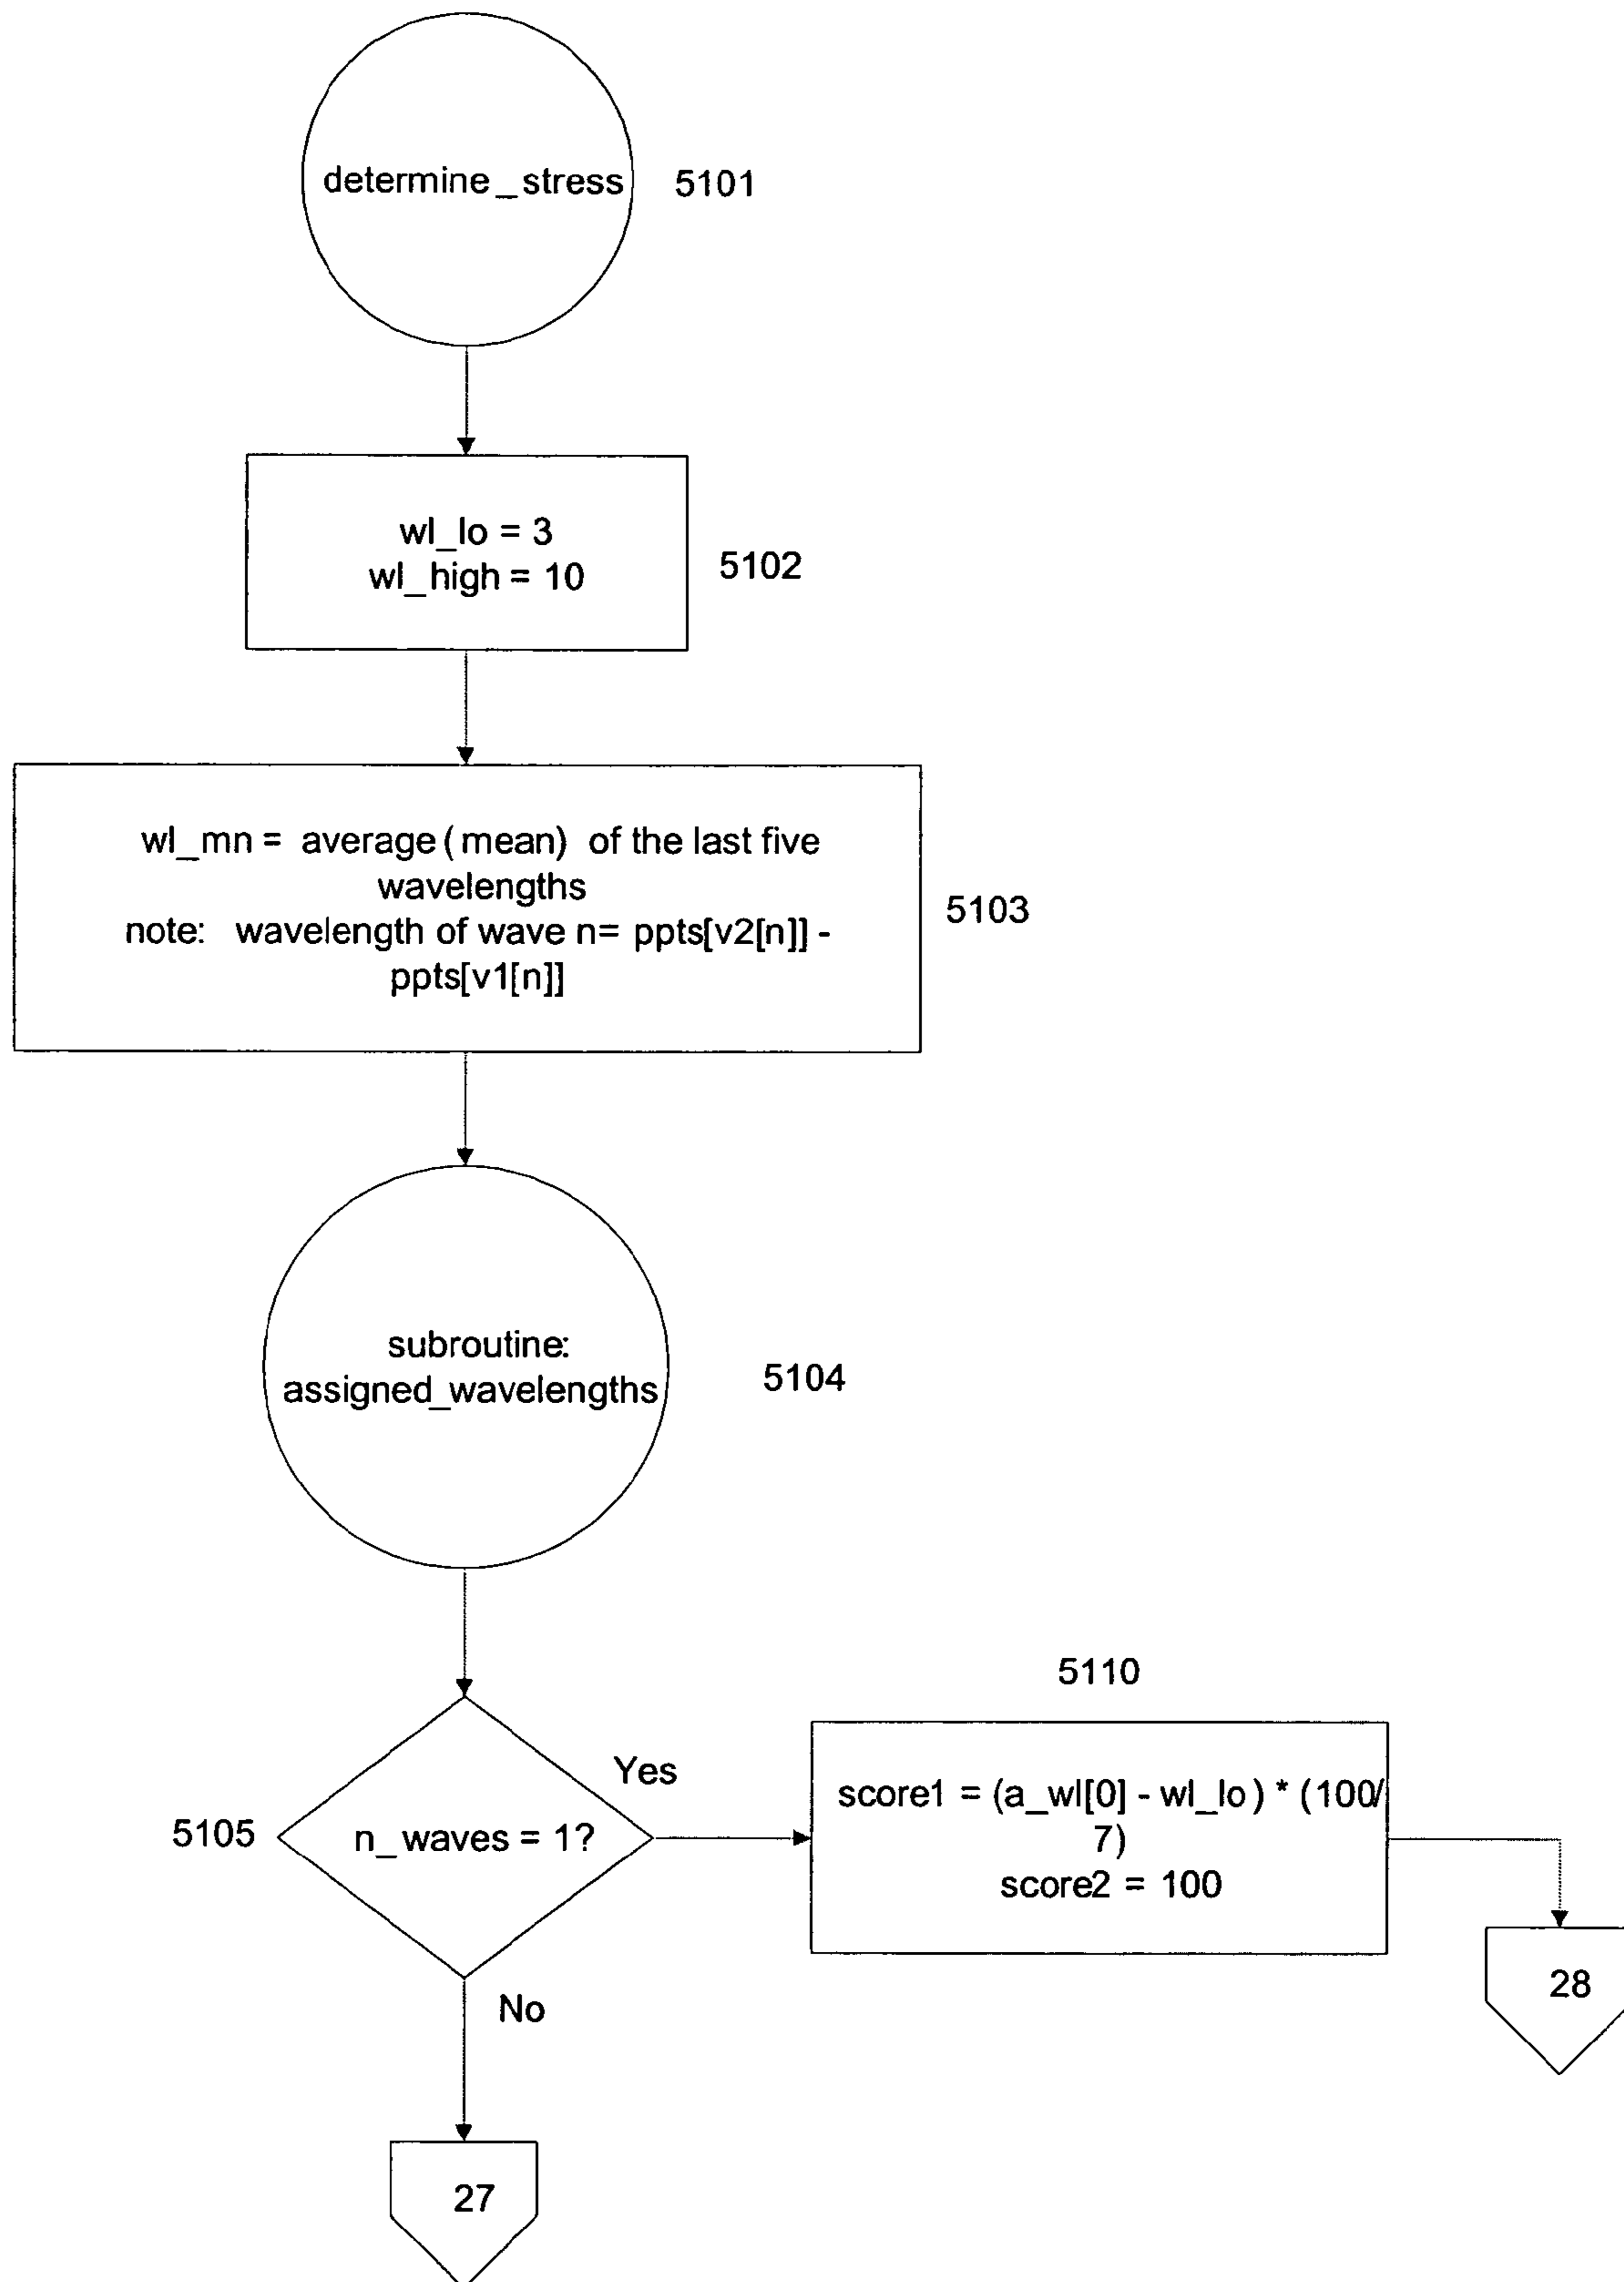 determine_stress
5101
wl_lo = 3
wl_high = 10
5102
wl_mn = average (mean) of the last five
wavelengths
note: wavelength of wave n= ppts[v2[n]] -
ppts[v1[n]]
5103
subroutine:
assigned_wavelengths
5104
5105
n_waves = 1?
Yes
5110
score1 = (a_wl[0] - wl_lo) * (100/
7)
score2 = 100
28
No
27